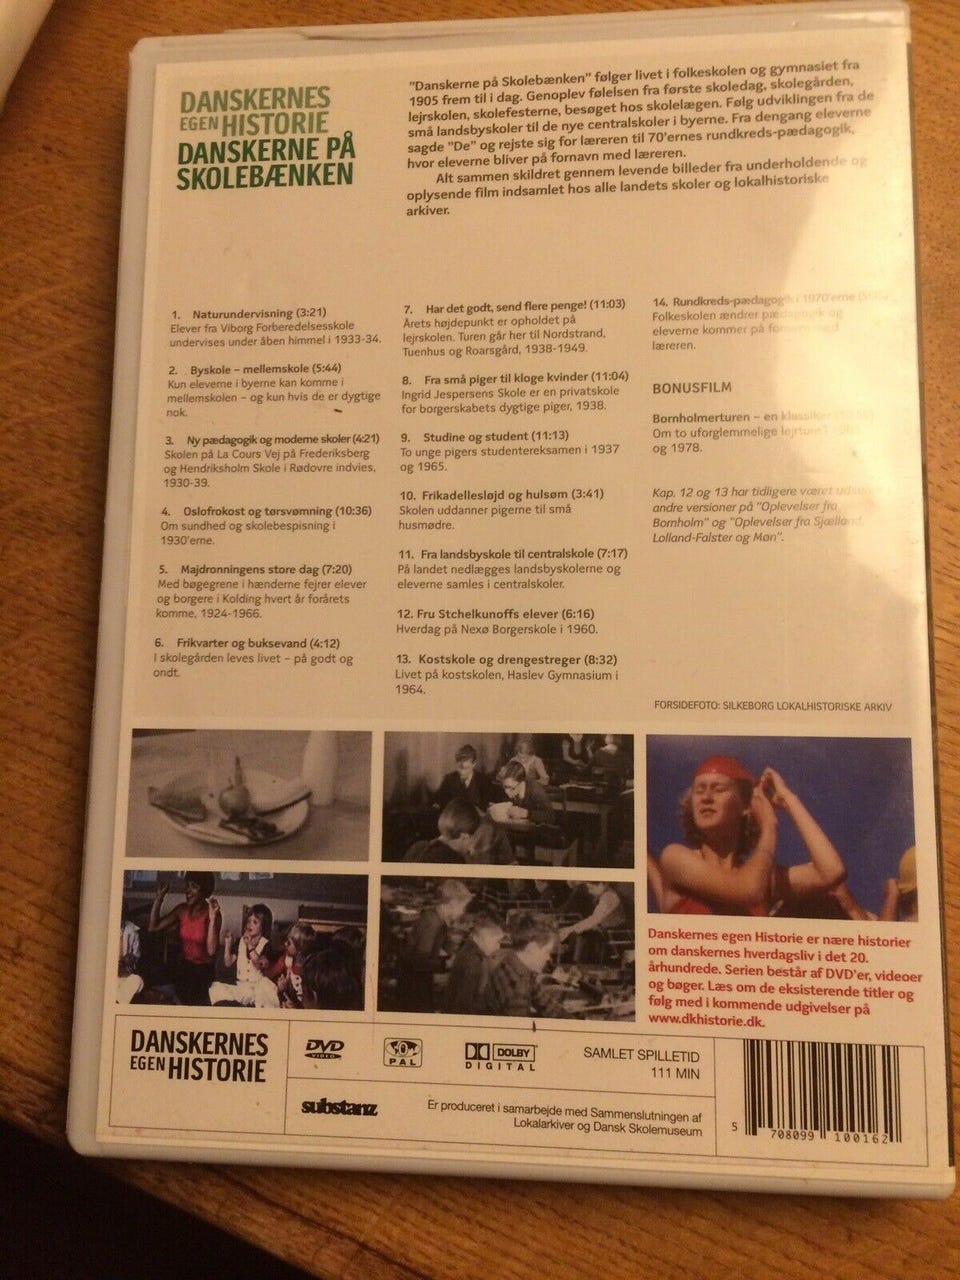 DANSKERNES
EGEN HISTORIE
DANSKERNE PÅ
SKOLEBÆNKEN
"Danskerne på Skolebænken" følger livet i folkeskolen og gymnasiet fra
1905 frem til i dag. Genoplev følelsen fra første skoledag, skolegården,
lejrskolen, skolefesterne, besøget hos skolelægen. Følg udviklingen fra de
små landsbyskoler til de nye centralskoler i byerne. Fra dengang eleverne
sagde "De" og rejste sig for læreren til 70'ernes rundkreds-pædagogik,
hvor eleverne bliver på fornavn med læreren.
Alt sammen skildret gennem levende billeder fra underholdende og
oplysende film indsamlet hos alle landets skoler og lokalhistoriske
arkiver.
1. Naturundervisning (3:21)
Elever fra Viborg Forberedelsesskole
undervises under åben himmel i 1933-34.
2. Byskole – mellemskole (5:44)
Kun eleverne i byerne kan komme i
mellemskolen – og kun hvis de er dygtige
nok.
3. Ny pædagogik og moderne skoler (4:21)
Skolen på La Cours Vej på Frederiksberg
og Hendriksholm Skole i Rødovre indvies,
1930-39.
4. Oslofrokost og tørsvømning (10:36)
Om sundhed og skolebespisning i
1930'erne.
5. Majdronningens store dag (7:20)
Med bøgegrene i hænderne fejrer elever
og borgere i Kolding hvert år forårets
komme, 1924-1966.
6. Frikvarter og buksevand (4:12)
I skolegården leves livet – på godt og
ondt.
7. Har det godt, send flere penge! (11:03)
Årets højdepunkt er opholdet på
lejrskolen. Turen går her til Nordstrand,
Tuenhus og Roarsgård, 1938-1949.
8. Fra små piger til kloge kvinder (11:04)
Ingrid Jespersens Skole er en privatskole
for borgerskabets dygtige piger, 1938.
9. Studine og student (11:13)
To unge pigers studentereksamen i 1937
og 1965.
10. Frikadellesløjd og hulsøm (3:41)
Skolen uddanner pigerne til små
husmødre.
11. Fra landsbyskole til centralskole (7:17)
På landet nedlægges landsbyskolerne og
eleverne samles i centralskoler.
12. Fru Stchelkunoffs elever (6:16)
Hverdag på Nexø Borgerskole i 1960.
13. Kostskole og drengestreger (8:32)
Livet på kostskolen, Haslev Gymnasium i
1964.
14. Rundkreds-pædagogik i 1970'erne
Folkeskolen ændrer pædagogik og
eleverne kommer på fornavn med
læreren.
BONUSFILM
Bornholmerturen – en klassiker
Om to uforglemmelige lejrture i
og 1978.
Kap. 12 og 13 har tidligere været
andre versioner på "Oplevelser fra
Bornholm" og "Oplevelser fra Sjælland,
Lolland-Falster og Møn".
FORSIDEFOTO: SILKEBORG LOKALHISTORISKE ARKIV
Danskernes egen Historie er nære historier
om danskernes hverdagsliv i det 20.
århundrede. Serien består af DVD'er, videoer
og bøger. Læs om de eksisterende titler og
følg med i kommende udgivelser på
www.dkhistorie.dk.
DANSKERNES
EGEN HISTORIE
DVD
VIDEO
PAL
DOLBY
DIGITAL
SAMLET SPILLETID
111 MIN
substanz
Er produceret i samarbejde med Sammenslutningen af
Lokalarkiver og Dansk Skolemuseum
5 708099 100162